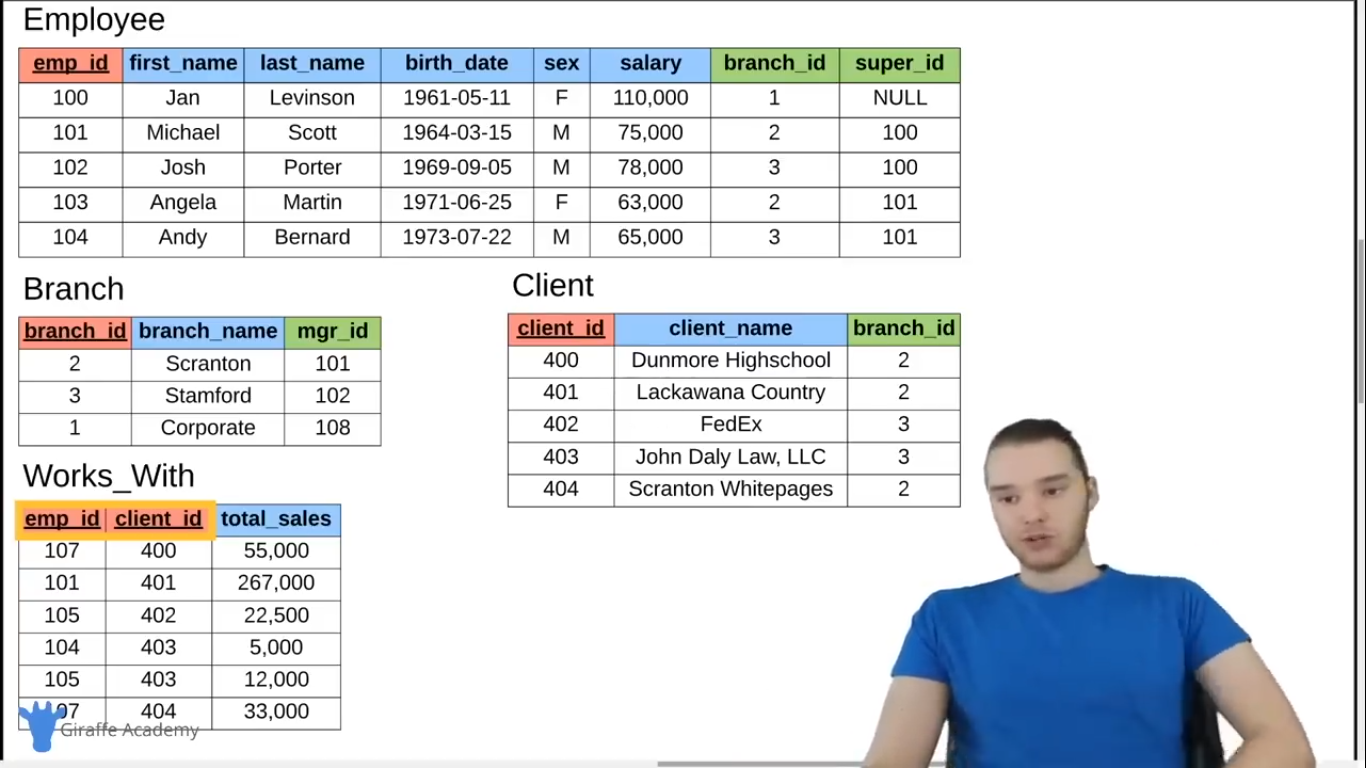 Employee
emp_id first_name last_name birth_date sex salary branch_id super_id
100 Jan Levinson 1961-05-11 F 110,000 1 NULL
101 Michael Scott 1964-03-15 M 75,000 2 100
102 Josh Porter 1969-09-05 M 78,000 3 100
103 Angela Martin 1971-06-25 F 63,000 2 101
104 Andy Bernard 1973-07-22 M 65,000 3 101
Branch
branch_id branch_name mgr_id
2 Scranton 101
3 Stamford 102
1 Corporate 108
Client
client_id client_name branch_id
400 Dunmore Highschool 2
401 Lackawana Country 2
402 FedEx 3
403 John Daly Law, LLC 3
404 Scranton Whitepages 2
Works_With
emp_id client_id total_sales
107 400 55,000
101 401 267,000
105 402 22,500
104 403 5,000
105 403 12,000
404 33,000
Giraffe Academy